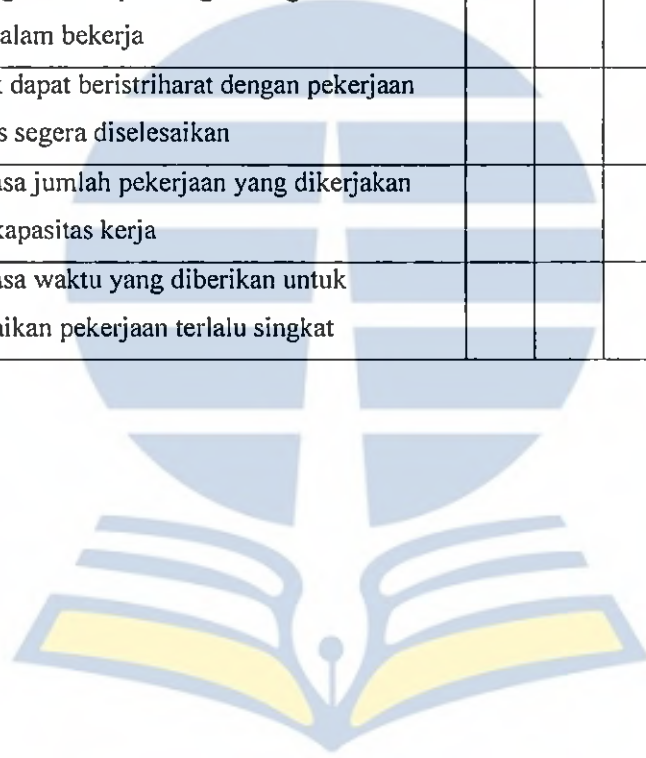 alam bekerja
dapat beristriharat dengan pekerjaan
s segera diselesaikan
asa jumlah pekerjaan yang dikerjakan
kapasitas kerja
asa waktu yang diberikan untuk
aikan pekerjaan terlalu singkat